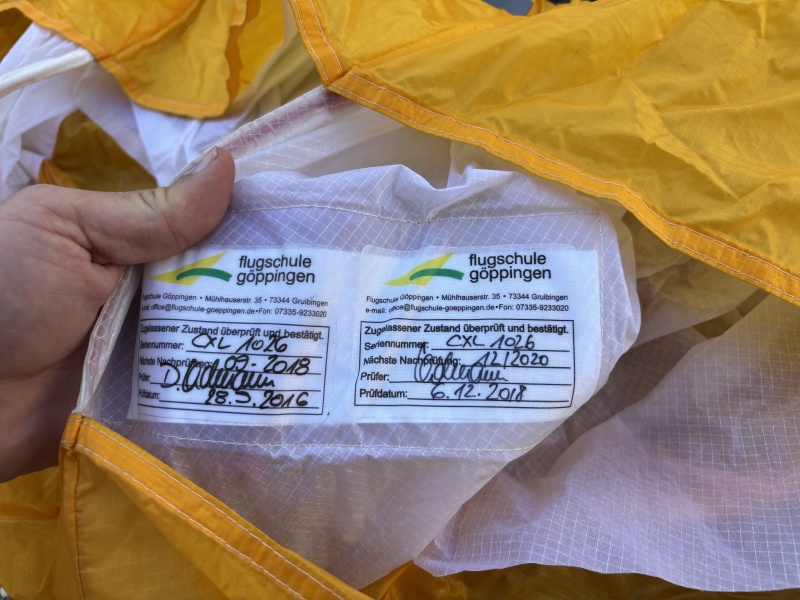 flugschule
göppingen
Flugschule Göppingen • Mühlhauserstr. 35 • 73344 Gruibingen
e-mail: office@flugschule-goeppingen.de•Fon: 07335-9233020
Zugelassener Zustand überprüft und bestätigt.
Seriennummer: CXL 1026
Nächste Nachprüfung: 09-2018
Prüfer:
Prüfdatum: 28.9.2016
flugschule
göppingen
Flugschule Göppingen • Mühlhauserstr. 35 • 73344 Gruibingen
e-mail: office@flugschule-goeppingen.de•Fon: 07335-9233020
Zugelassener Zustand überprüft und bestätigt.
Seriennummer: CXL 1026
Nächste Nachprüfung: 12/2020
Prüfer:
Prüfdatum: 6.12.2018